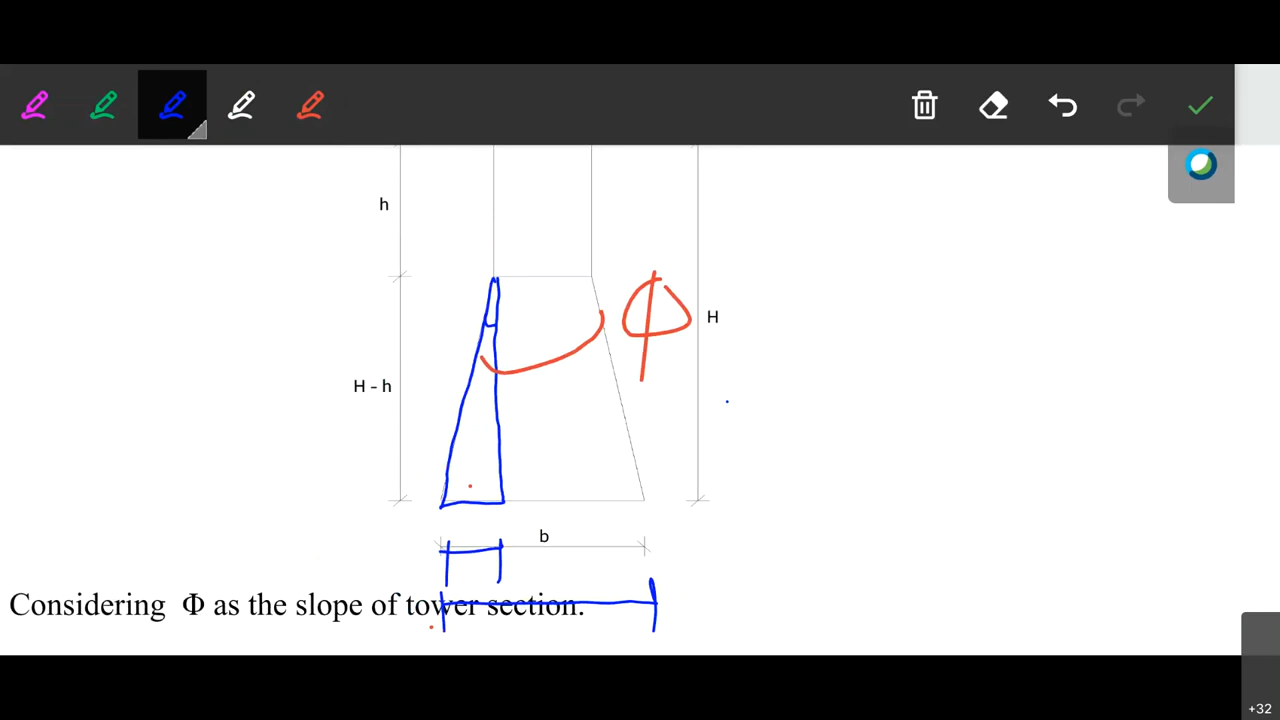 h
Φ
H
H - h
b
Considering Φ as the slope of tower section.
+32